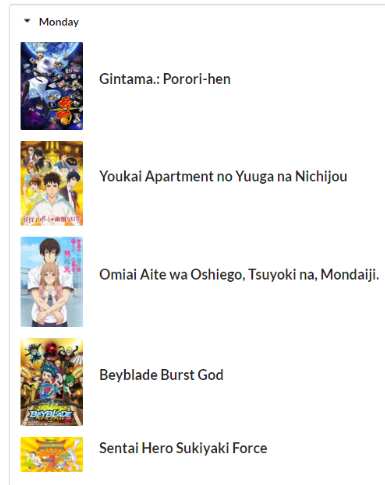 Monday
Gintama.: Porori-hen
Youkai Apartment no Yuuga na Nichijou
Omiai Aite wa Oshiego, Tsuyoki na, Mondaiji.
Beyblade Burst God
BEYBLADE
Sentai Hero Sukiyaki Force